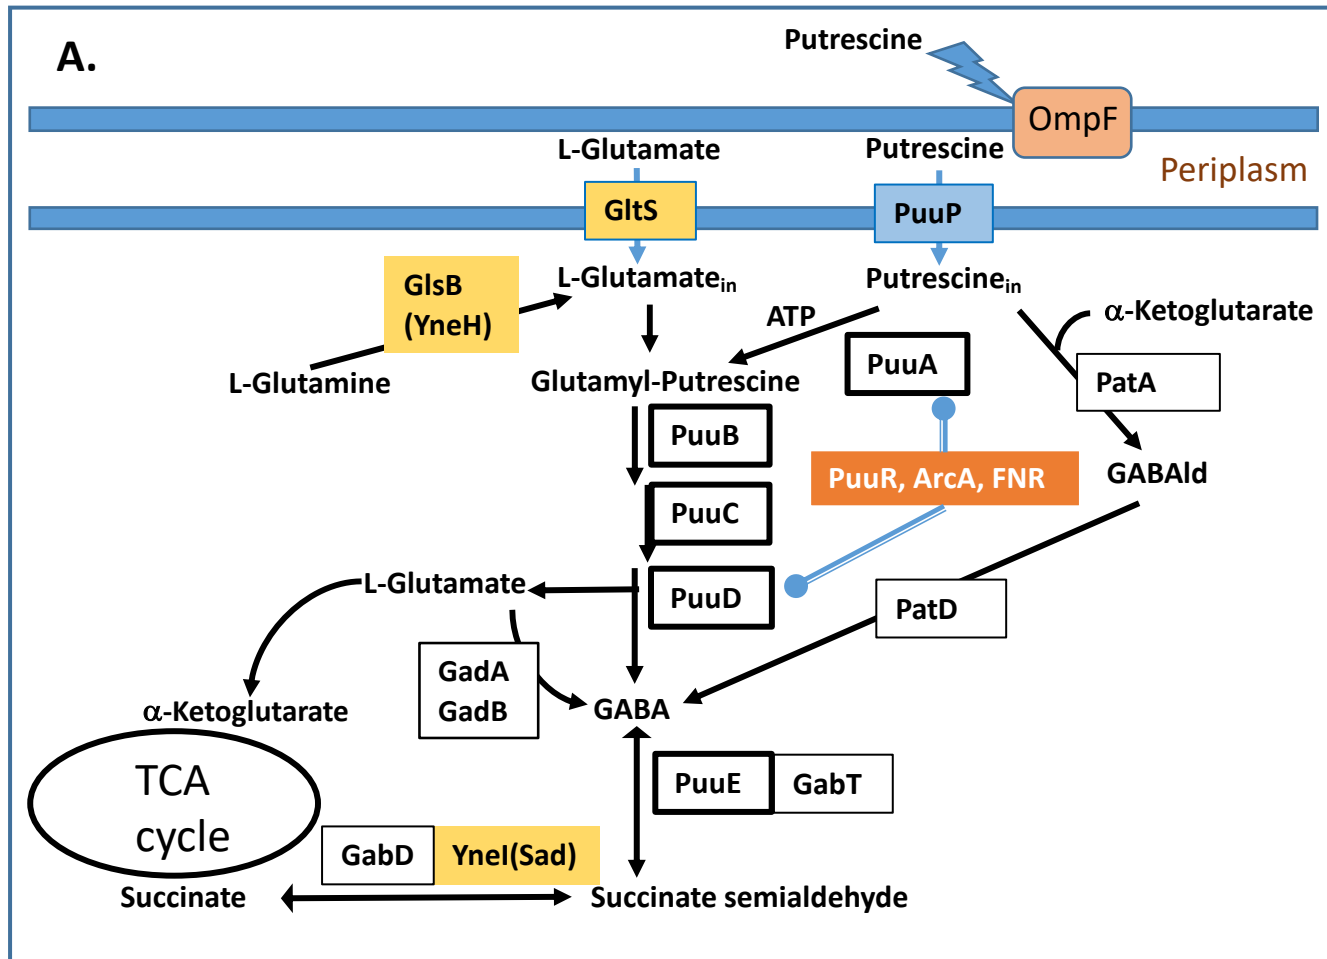 A.
Putrescine
OmpF
L-Glutamate
Putrescine
Periplasm
GltS
PuuP
GlsB
(YneH)
L-Glutamatein
Putrescinein
ATP
α-Ketoglutarate
L-Glutamine
Glutamyl-Putrescine
PuuA
PatA
PuuB
PuuR, ArcA, FNR
GABAld
PuuC
L-Glutamate
PuuD
PatD
GadA
GadB
GABA
α-Ketoglutarate
TCA
cycle
PuuE
GabT
GabD
YneI(Sad)
Succinate
Succinate semialdehyde